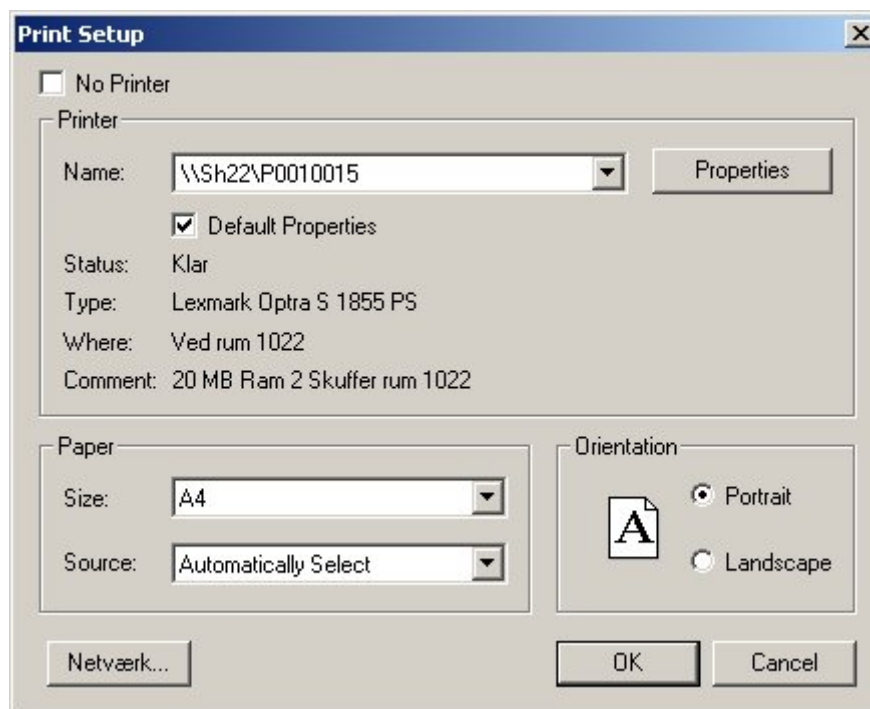 Print Setup
No Printer
Printer
Name: \\Sh22\P0010015 Properties
Default Properties
Status: Klar
Type: Lexmark Optra S 1855 PS
Where: Ved rum 1022
Comment: 20 MB Ram 2 Skuffer rum 1022
Paper
Size: A4
Source: Automatically Select
Orientation
A
Portrait
Landscape
Netværk...
OK
Cancel